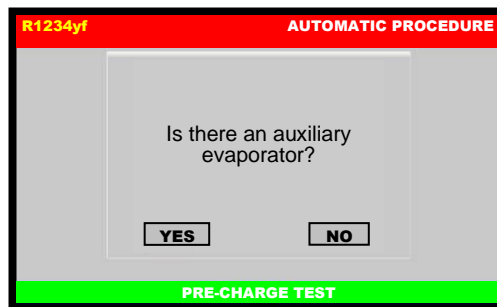 R1234yf AUTOMATIC PROCEDURE
Is there an auxiliary
evaporator?
YES NO
PRE-CHARGE TEST